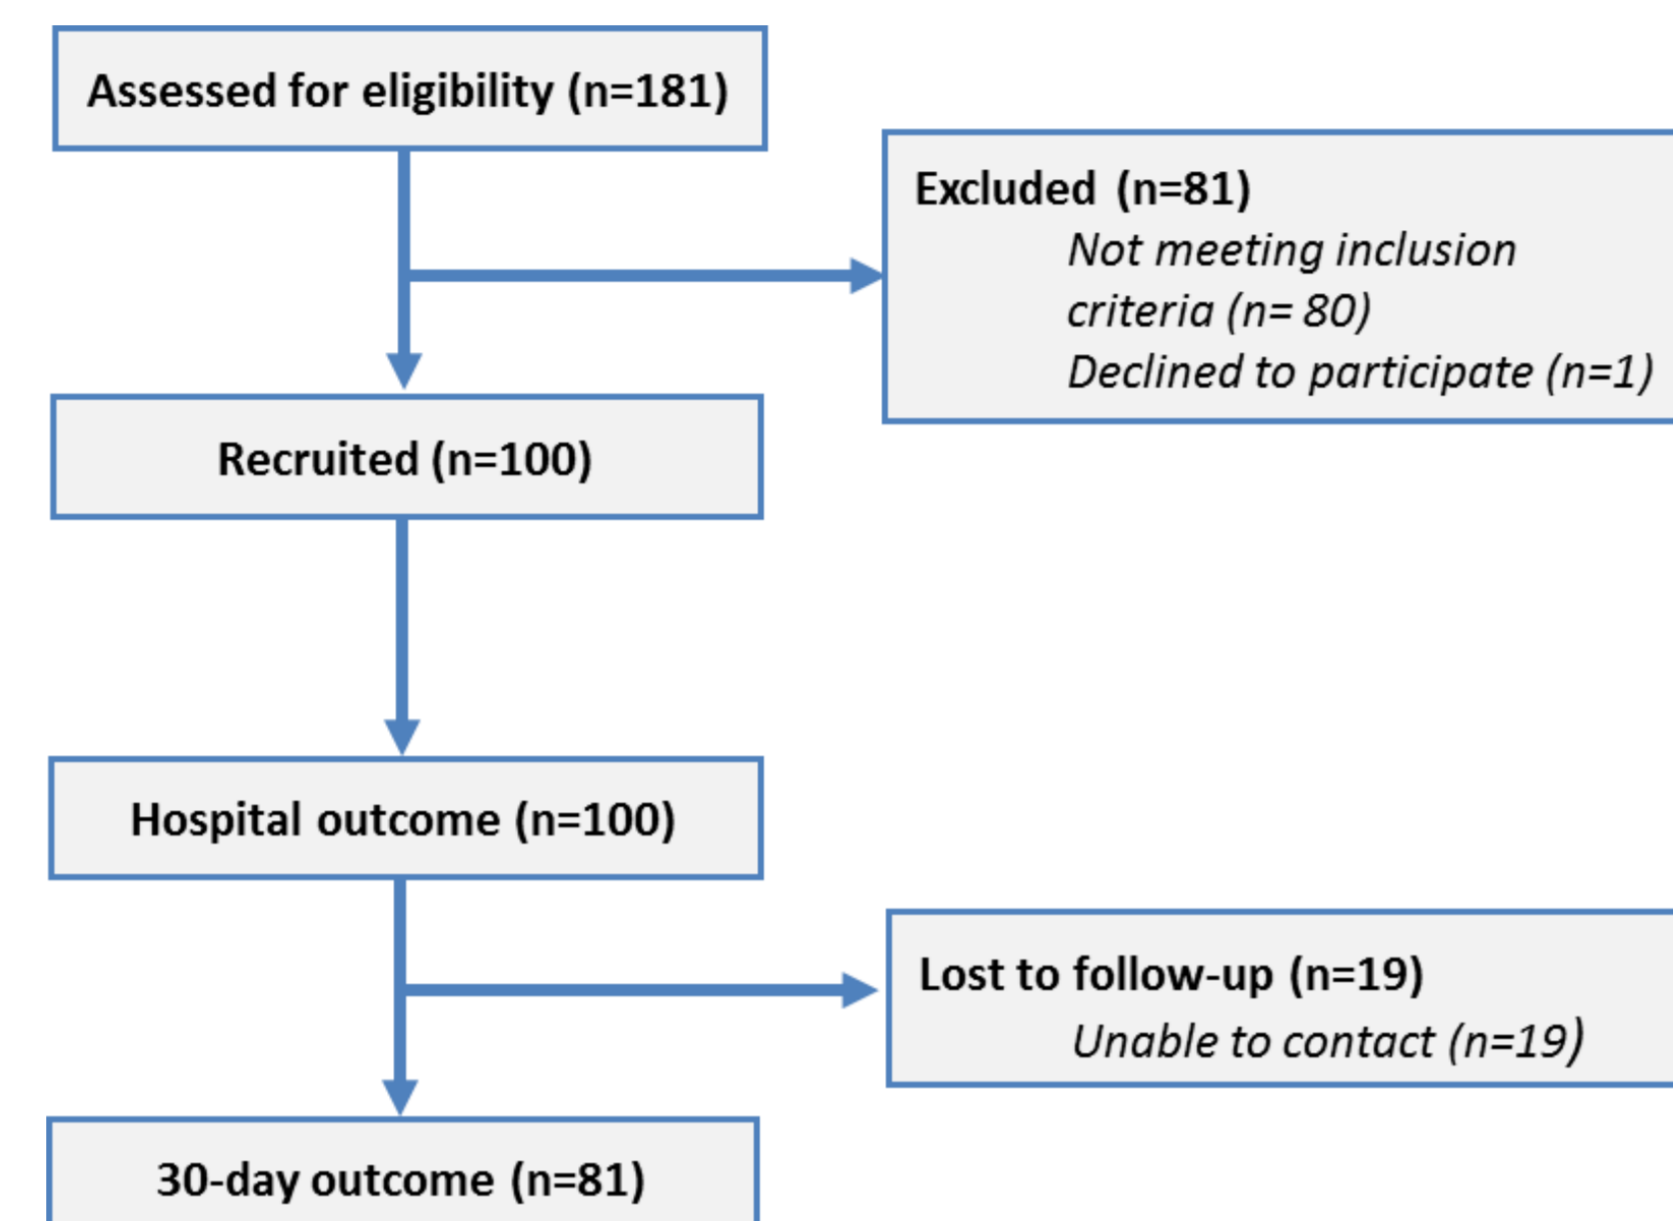 Assessed for eligibility (n=181)
Excluded (n=81)
Not meeting inclusion
criteria (n= 80)
Declined to participate (n=1)
Recruited (n=100)
Hospital outcome (n=100)
Lost to follow-up (n=19)
Unable to contact (n=19)
30-day outcome (n=81)